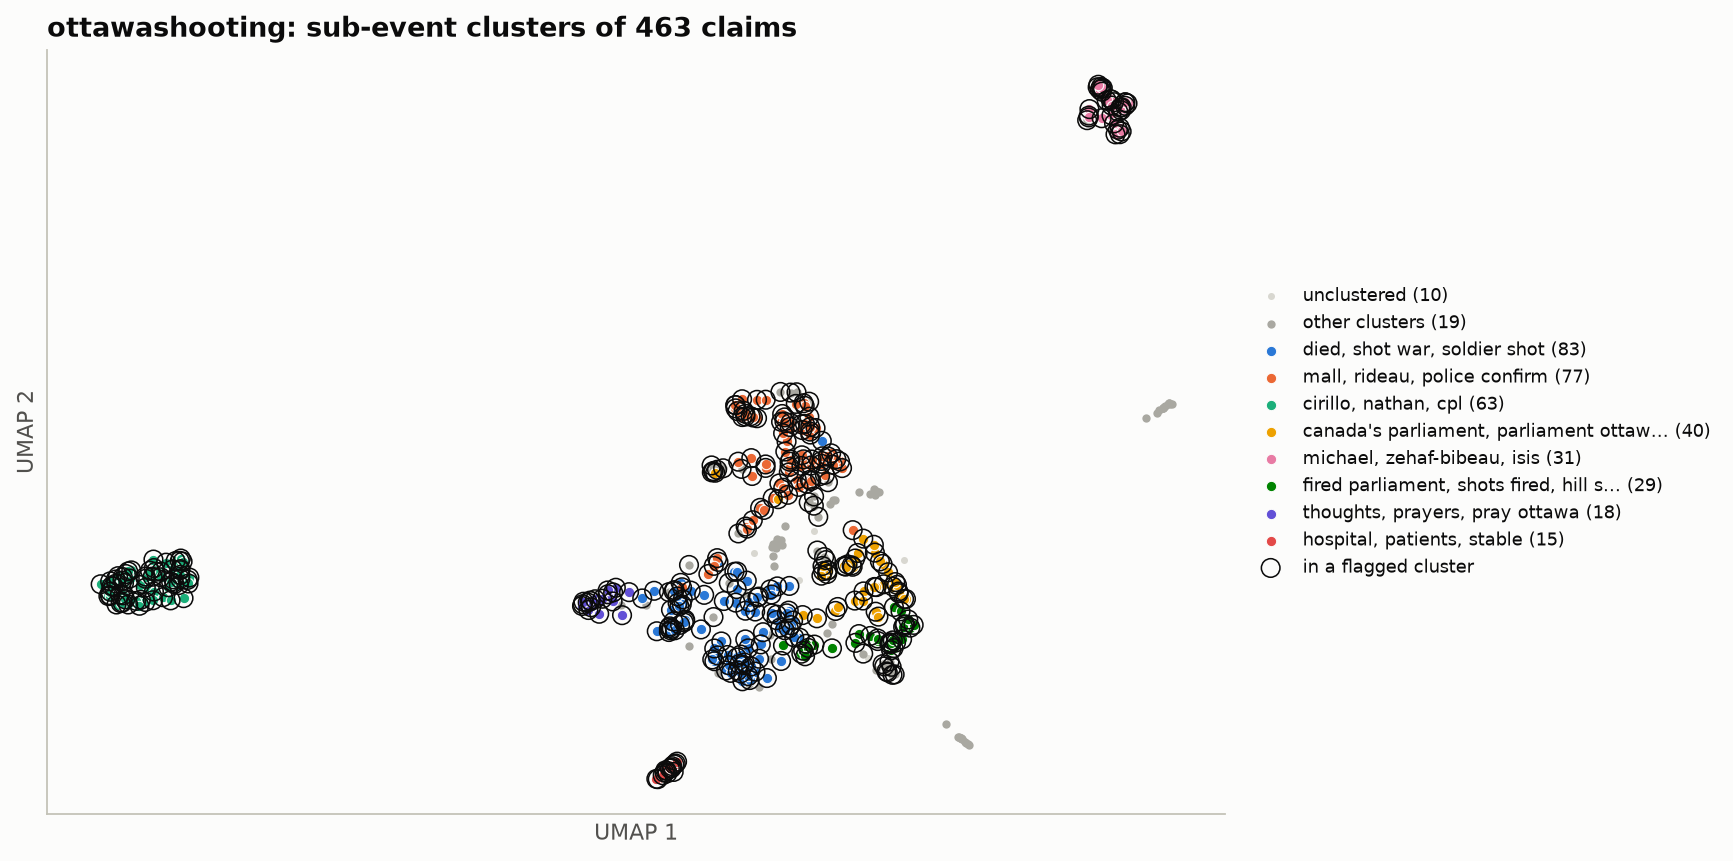 ottawashooting: sub-event clusters of 463 claims
UMAP 2
UMAP 1
unclustered (10)
other clusters (19)
died, shot war, soldier shot (83)
mall, rideau, police confirm (77)
cirillo, nathan, cpl (63)
canada's parliament, parliament ottaw… (40)
michael, zehaf-bibeau, isis (31)
fired parliament, shots fired, hill s… (29)
thoughts, prayers, pray ottawa (18)
hospital, patients, stable (15)
in a flagged cluster